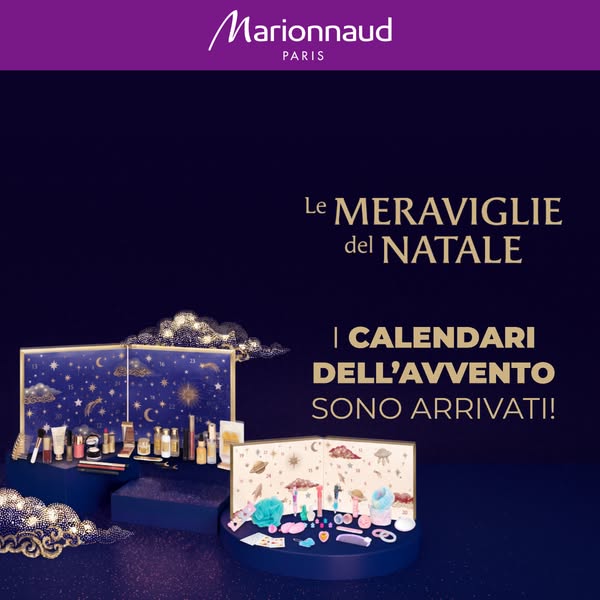 Marionnaud
PARIS
Le MERAVIGLIE
del NATALE
I CALENDARI
DELL'AVVENTO
SONO ARRIVATI!